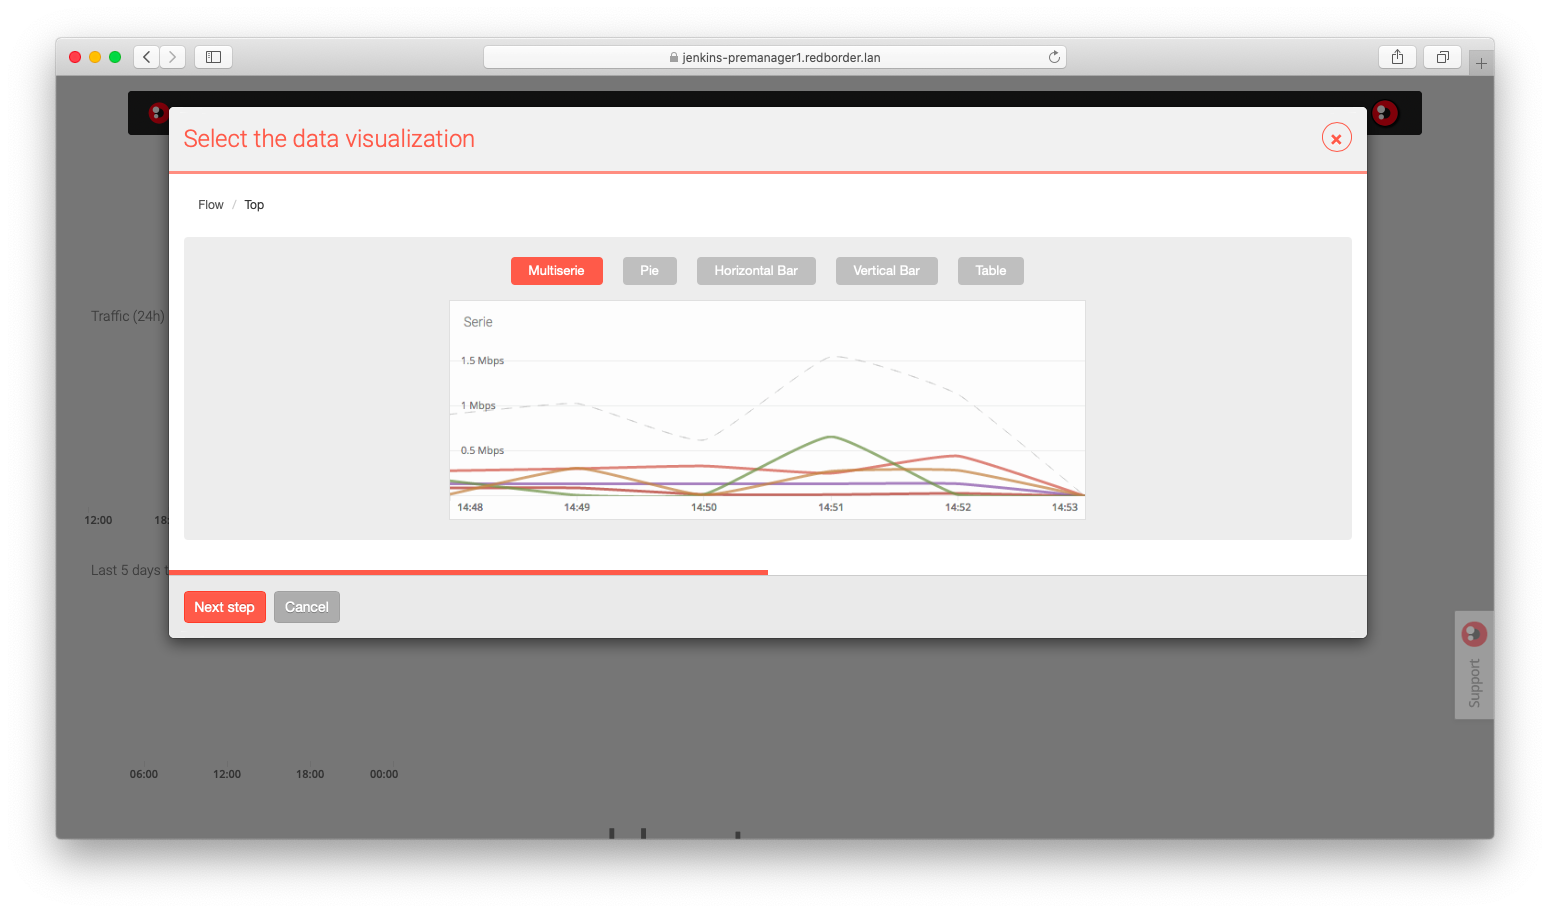 jenkins-premanager1.redborder.lan
Select the data visualization
Flow / Top
Traffic (24h)
12:00 18:
Last 5 days t
Multiserie Pie Horizontal Bar Vertical Bar Table
Serie
1.5 Mbps
1 Mbps
0.5 Mbps
14:48 14:49 14:50 14:51 14:52 14:53
Next step Cancel
Support
06:00 12:00 18:00 00:00